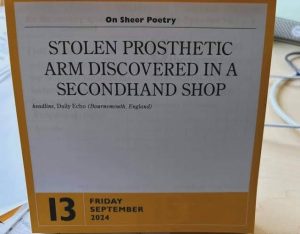 On Sheer Poetry
STOLEN PROSTHETIC
ARM DISCOVERED IN A
SECONDHAND SHOP
headline, Daily Echo (Bournemouth, England)
13
FRIDAY
SEPTEMBER
2024